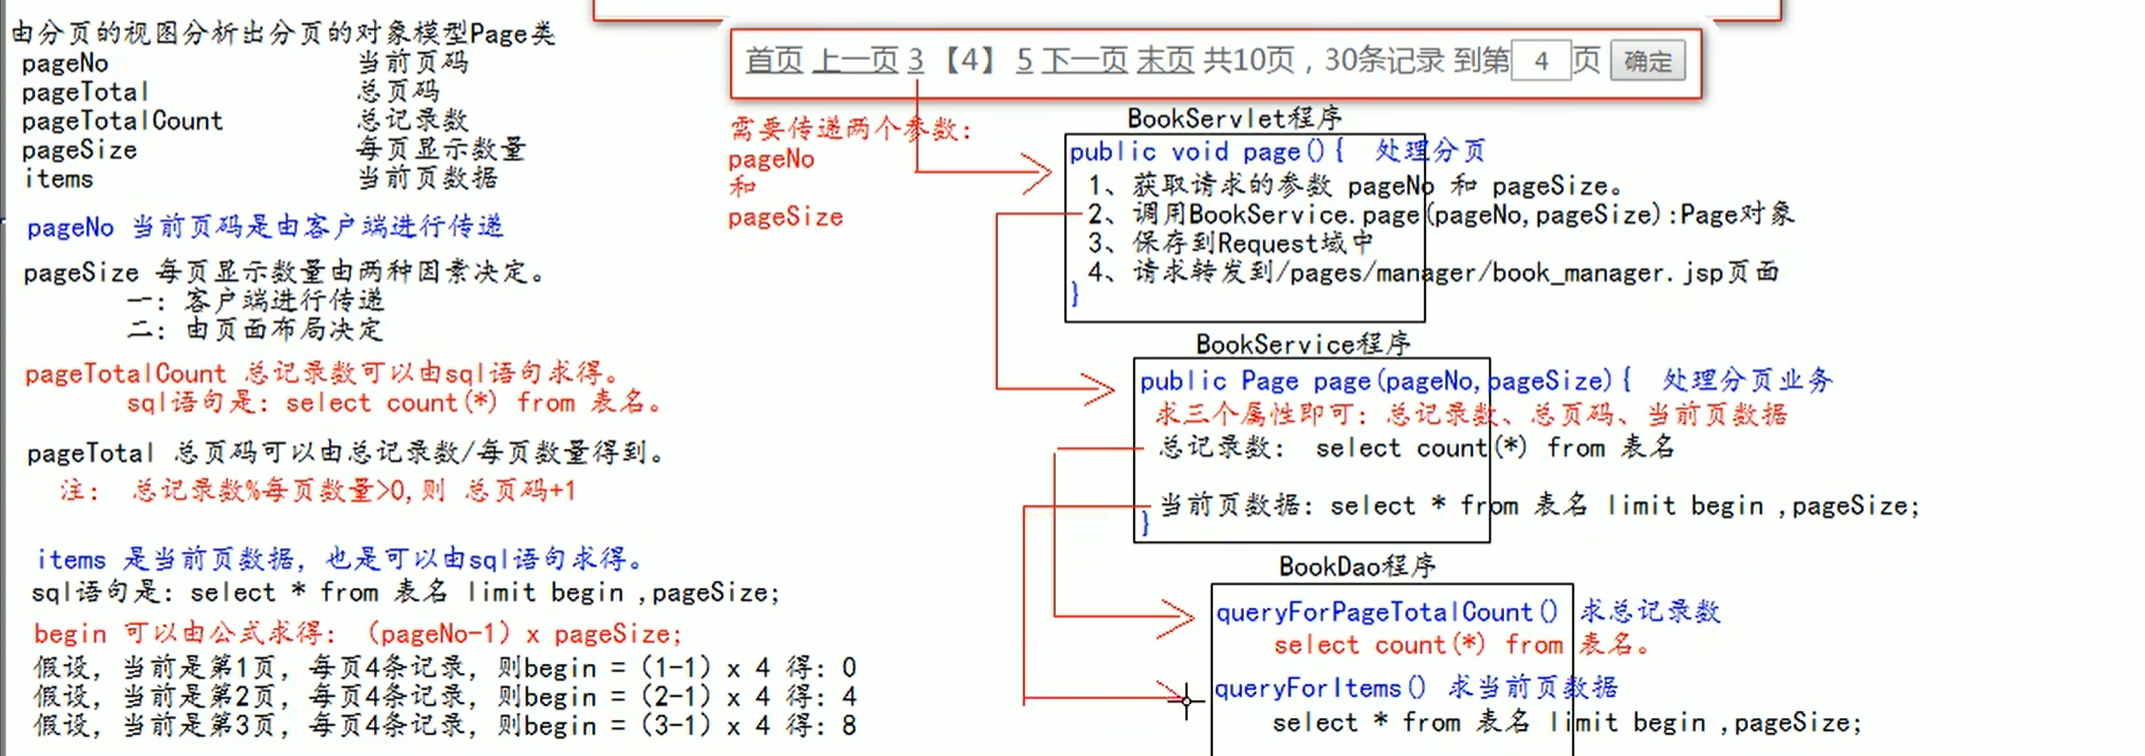 由分页的视图分析出分页的对象模型Page类
pageNo 当前页码
pageTotal 总页码
pageTotalCount 总记录数
pageSize 每页显示数量
items 当前页数据
pageNo 当前页码是由客户端进行传递
pageSize 每页显示数量由两种因素决定。
一：客户端进行传递
二：由页面布局决定
pageTotalCount 总记录数可以由sql语句求得。
sql语句是：select count(*) from 表名。
pageTotal 总页码可以由总记录数/每页数量得到。
注： 总记录数%每页数量>0,则 总页码+1
items 是当前页数据，也是可以由sql语句求得。
sql语句是：select * from 表名 limit begin ,pageSize;
begin 可以由公式求得：（pageNo-1）x pageSize;
假设，当前是第1页，每页4条记录，则begin =（1-1）x 4 得：0
假设，当前是第2页，每页4条记录，则begin =（2-1）x 4 得：4
假设，当前是第3页，每页4条记录，则begin =（3-1）x 4 得：8
首页 上一页 3 【4】 5 下一页 末页 共10页，30条记录 到第 4 页 确定
需要传递两个参数：
pageNo
和
pageSize
BookServlet程序
public void page(){ 处理分页
1、获取请求的参数 pageNo 和 pageSize。
2、调用BookService.page(pageNo,pageSize):Page对象
3、保存到Request域中
4、请求转发到/pages/manager/book_manager.jsp页面
}
BookService程序
public Page page(pageNo,pageSize){ 处理分页业务
求三个属性即可：总记录数、总页码、当前页数据
总记录数： select count(*) from 表名
当前页数据：select * from 表名 limit begin ,pageSize;
}
BookDao程序
queryForPageTotalCount() 求总记录数
select count(*) from 表名。
queryForItems() 求当前页数据
select * from 表名 limit begin ,pageSize;